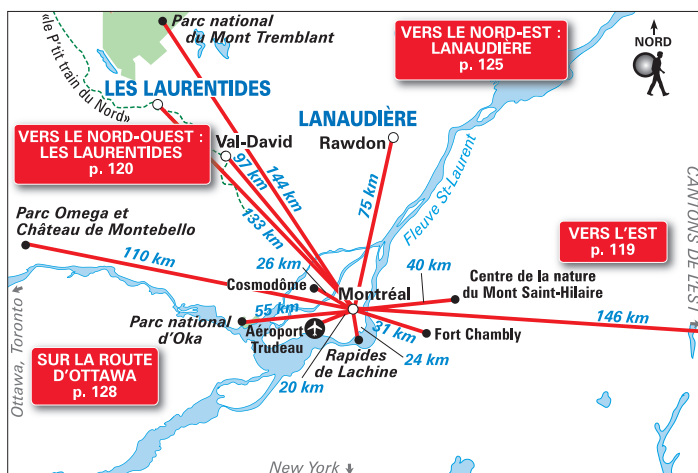 Parc national
du Mont Tremblant
«le P'tit train du Nord»
VERS LE NORD-EST :
LANAUDIÈRE
p. 125
NORD
LES LAURENTIDES
LANAUDIÈRE
Rawdon
VERS LE NORD-OUEST :
LES LAURENTIDES
p. 120
Val-David
97 km
144 km
133 km
75 km
Fleuve St-Laurent
CANTONS DE L'EST
Parc Omega et
Château de Montebello
110 km
VERS L'EST
p. 119
26 km
Cosmodôme
Montréal
40 km
Centre de la nature
du Mont Saint-Hilaire
Ottawa, Toronto
55 km
Parc national
d'Oka
Aéroport
Trudeau
31 km
Fort Chambly
146 km
Rapides
de Lachine
24 km
20 km
SUR LA ROUTE
D'OTTAWA
p. 128
New York